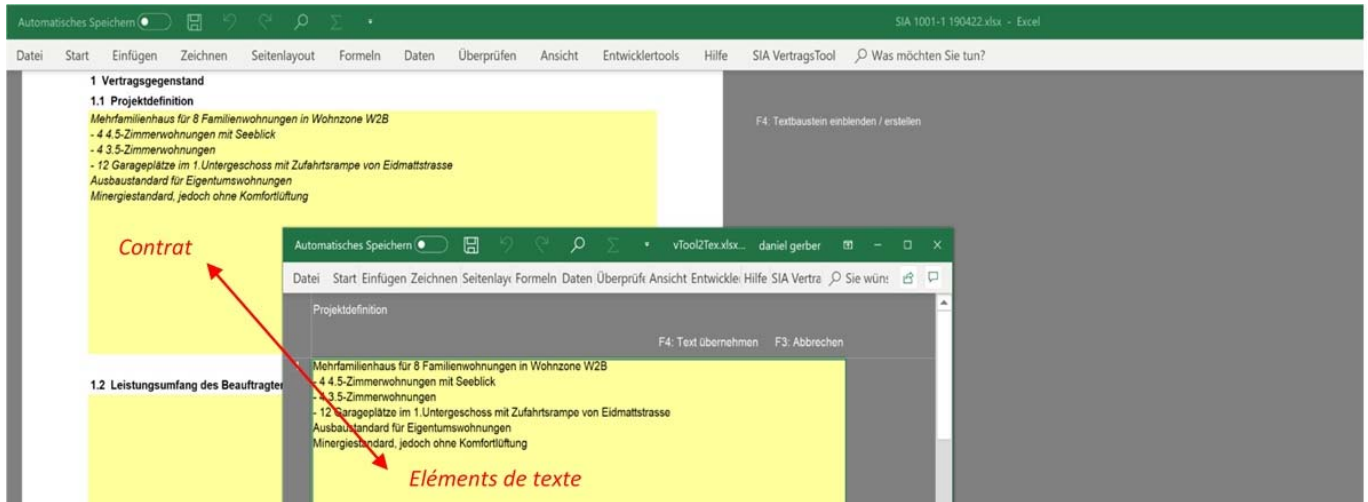 Automatisches Speichern
SIA 1001-1 190422.xlsx - Excel
Datei Start Einfügen Zeichnen Seitenlayout Formeln Daten Überprüfen Ansicht Entwicklertools Hilfe SIA VertragsTool Was möchten Sie tun?
1 Vertragsgegenstand
1.1 Projektdefinition
Mehrfamilienhaus für 8 Familienwohnungen in Wohnzone W2B
- 4 4.5-Zimmerwohnungen mit Seeblick
- 4 3.5-Zimmerwohnungen
- 12 Garageplätze im 1.Untergeschoss mit Zufahrtsrampe von Eidmattstrasse
Ausbaustandard für Eigentumswohnungen
Minergiestandard, jedoch ohne Komfortlüftung
F4: Textbaustein einblenden / erstellen
Contrat
Automatisches Speichern vTool2Tex.xlsx... daniel gerber
Datei Start Einfügen Zeichnen Seitenlayo Formeln Daten Überprüfe Ansicht Entwickle Hilfe SIA Vertra Sie wüns
Projektdefinition
F4: Text übernehmen F3: Abbrechen
Mehrfamilienhaus für 8 Familienwohnungen in Wohnzone W2B
- 4 4.5-Zimmerwohnungen mit Seeblick
- 4 3.5-Zimmerwohnungen
- 12 Garageplätze im 1.Untergeschoss mit Zufahrtsrampe von Eidmattstrasse
Ausbaustandard für Eigentumswohnungen
Minergiestandard, jedoch ohne Komfortlüftung
1.2 Leistungsumfang des Beauftragten
Eléments de texte